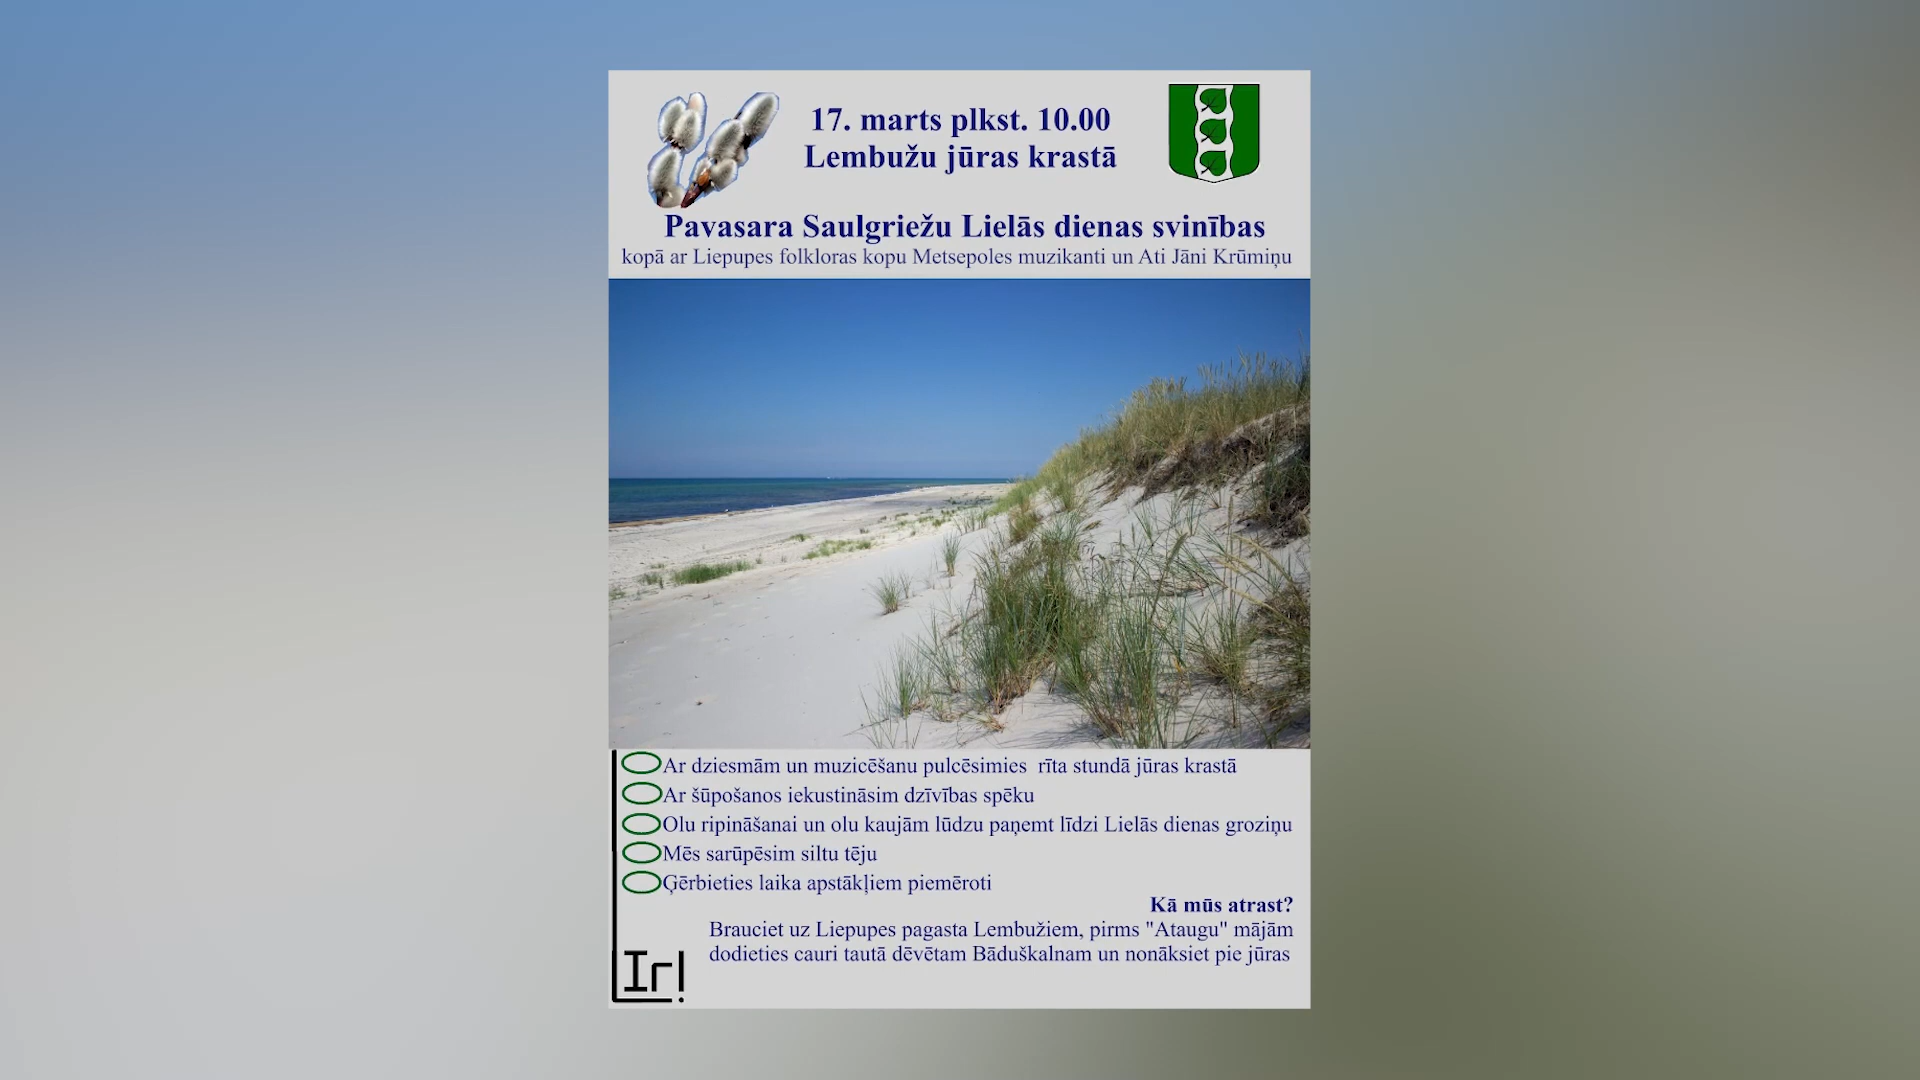 17. marts plkst. 10.00
Lembužu jūras krastā
Pavasara Saulgriežu Lielās dienas svinības
kopā ar Liepupes folkloras kopu Metsepoles muzikanti un Ati Jāni Krūmiņu
Ar dziesmām un muzicēšanu pulcēsimies rīta stundā jūras krastā
Ar šūpošanos iekustināsim dzīvības spēku
Olu ripināšanai un olu kaujām lūdzu paņemt līdzi Lielās dienas groziņu
Mēs sarūpēsim siltu tēju
Ģērbieties laika apstākļiem piemēroti
Kā mūs atrast?
Brauciet uz Liepupes pagasta Lembužiem, pirms "Ataugu" mājām
dodieties cauri tautā dēvētam Bāduškalnam un nonāksiet pie jūras
Ir!